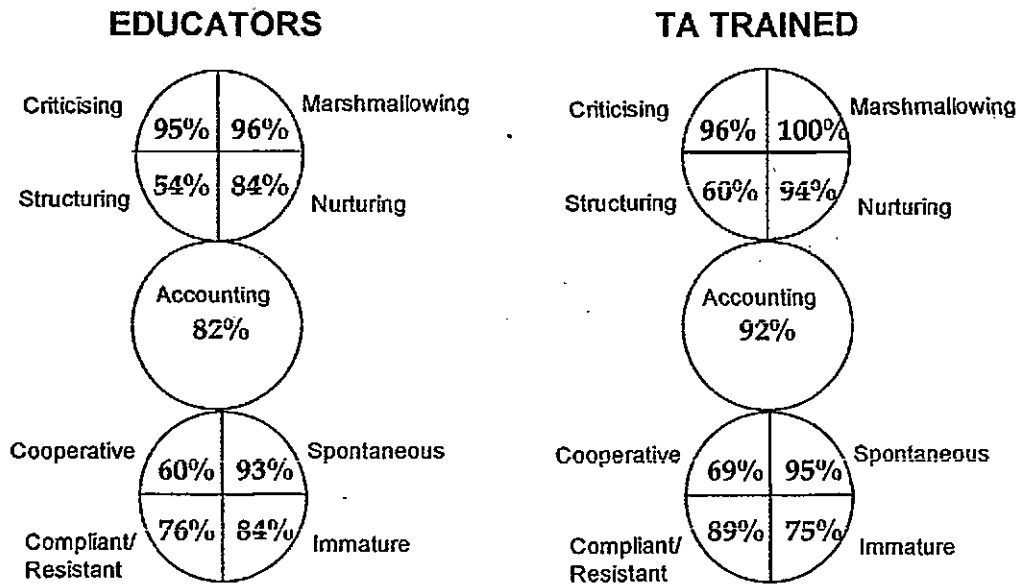 EDUCATORS
Criticising
95%
96%
Marshmallowing
Structuring
54%
84%
Nurturing
Accounting
82%
Cooperative
60%
93%
Spontaneous
Compliant/
Resistant
76%
84%
Immature
TA TRAINED
Criticising
96%
100%
Marshmallowing
Structuring
60%
94%
Nurturing
Accounting
92%
Cooperative
69%
95%
Spontaneous
Compliant/
Resistant
89%
75%
Immature